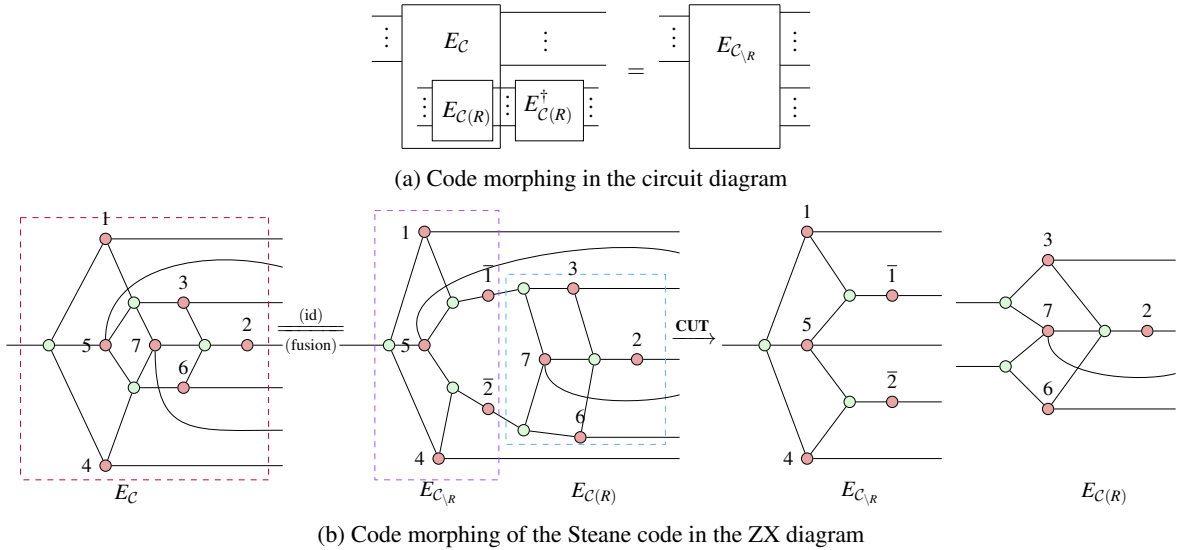 E_C
E_C\R
⋮ ⋮ ⋮ ⋮
=
E_C(R) E†_C(R)
⋮ ⋮ ⋮ ⋮
(a) Code morphing in the circuit diagram
1 1 1
3 1̄ 3 1̄ 3
2 (id) 2 CUT 5 7 2
5 7 (fusion) 5 7
6 2̄ 6 2̄ 6
4 4 4
E_C E_C\R E_C(R) E_C\R E_C(R)
(b) Code morphing of the Steane code in the ZX diagram